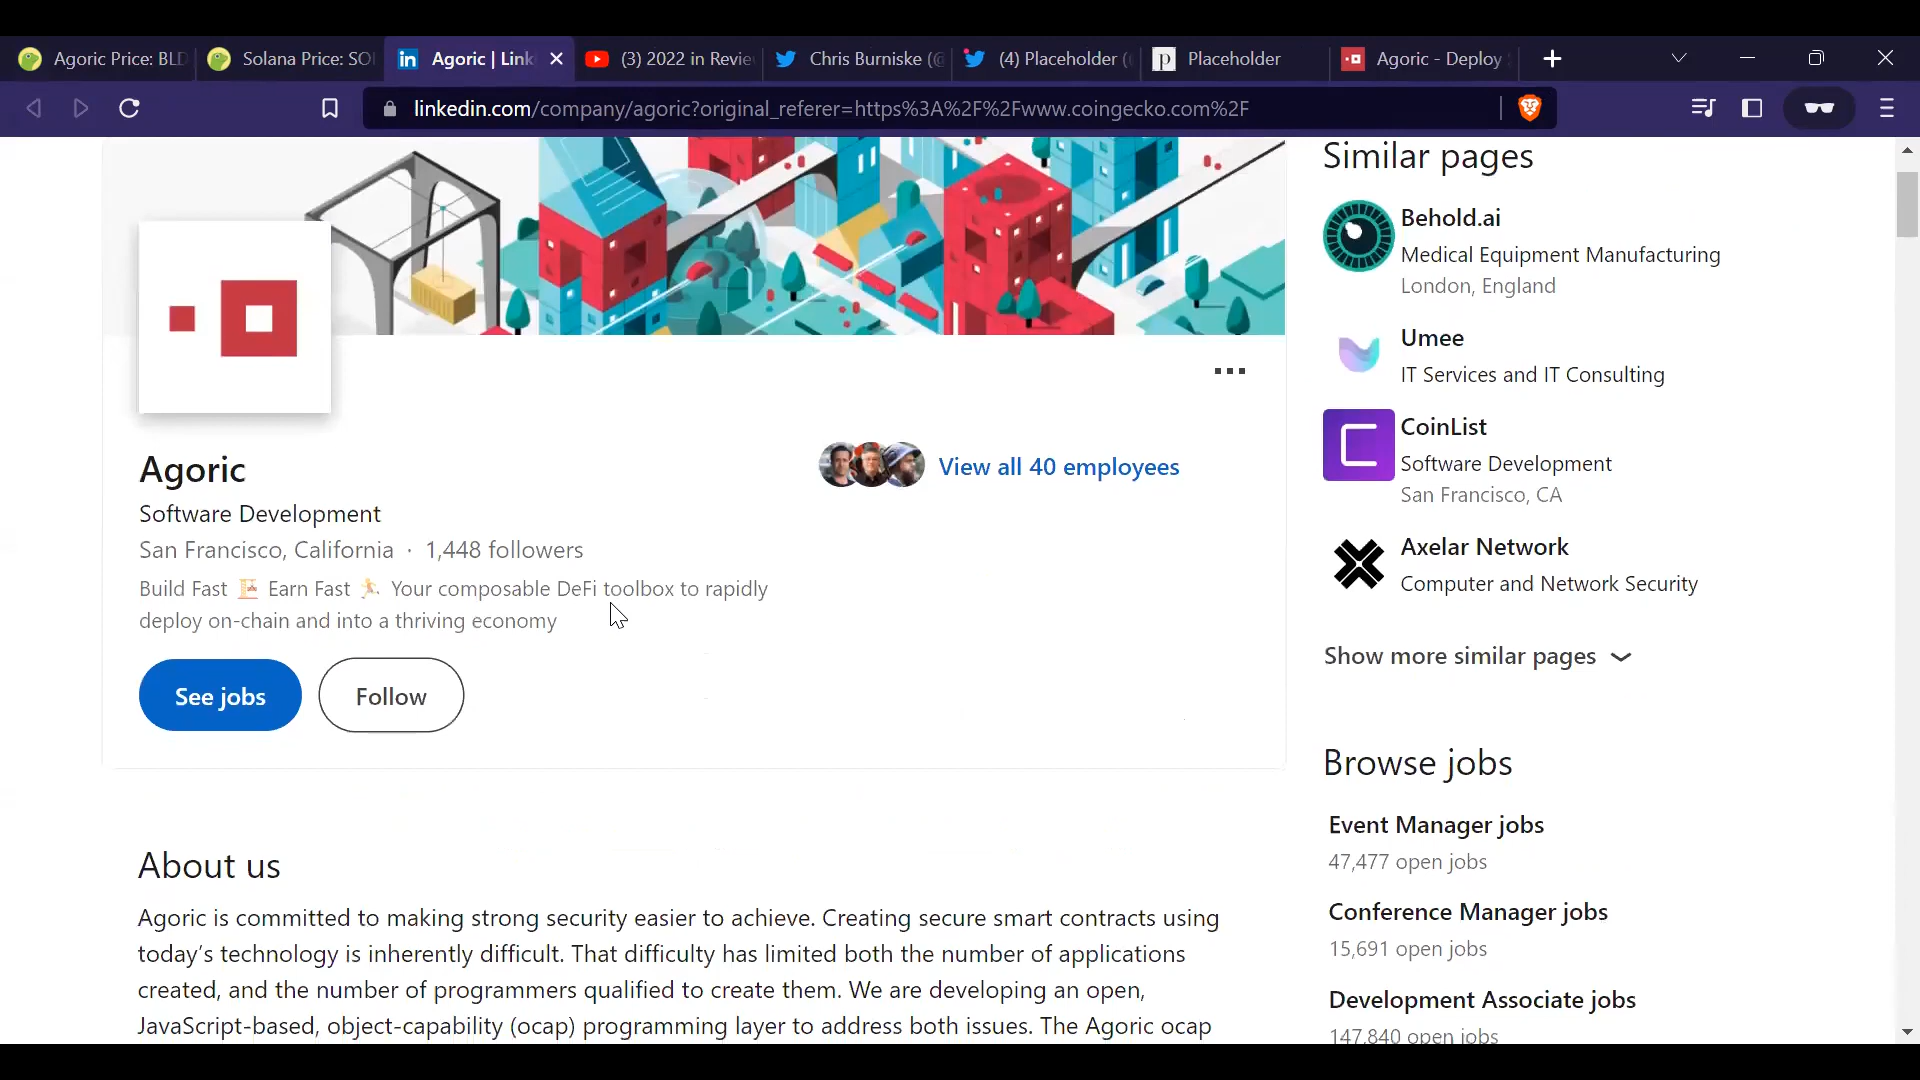 Agoric Price: BLD
Solana Price: SOL
Agoric | Link
(3) 2022 in Revie
Chris Burniske (@
(4) Placeholder (
Placeholder
Agoric - Deploy
linkedin.com/company/agoric?original_referer=https%3A%2F%2Fwww.coingecko.com%2F
Agoric
Software Development
San Francisco, California · 1,448 followers
Build Fast 🏗️ Earn Fast 🏃 Your composable DeFi toolbox to rapidly
deploy on-chain and into a thriving economy
View all 40 employees
See jobs
Follow
About us
Agoric is committed to making strong security easier to achieve. Creating secure smart contracts using
today’s technology is inherently difficult. That difficulty has limited both the number of applications
created, and the number of programmers qualified to create them. We are developing an open,
JavaScript-based, object-capability (ocap) programming layer to address both issues. The Agoric ocap
Similar pages
Behold.ai
Medical Equipment Manufacturing
London, England
Umee
IT Services and IT Consulting
CoinList
Software Development
San Francisco, CA
Axelar Network
Computer and Network Security
Show more similar pages
Browse jobs
Event Manager jobs
47,477 open jobs
Conference Manager jobs
15,691 open jobs
Development Associate jobs
147,840 open jobs